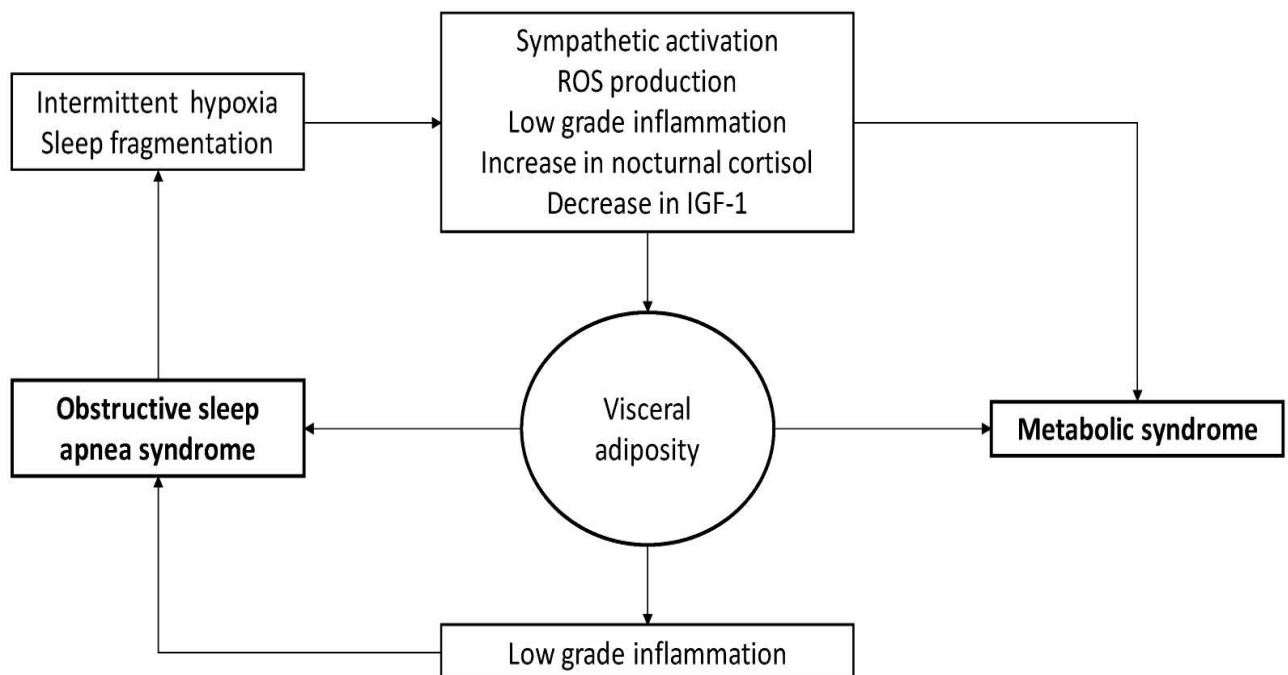 Intermittent hypoxia
Sleep fragmentation
Sympathetic activation
ROS production
Low grade inflammation
Increase in nocturnal cortisol
Decrease in IGF-1
Obstructive sleep
apnea syndrome
Visceral
adiposity
Metabolic syndrome
Low grade inflammation